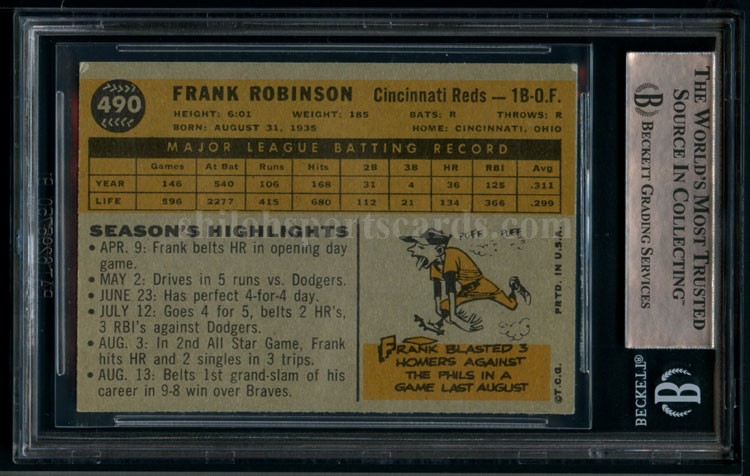 490
FRANK ROBINSON Cincinnati Reds — 1B-O.F.
HEIGHT: 6:01 WEIGHT: 185 BATS: R THROWS: R
BORN: AUGUST 31, 1935 HOME: CINCINNATI, OHIO
MAJOR LEAGUE BATTING RECORD
Games At Bat Runs Hits 2B 3B HR RBI Avg
YEAR 146 540 106 168 31 4 36 125 .311
LIFE 596 2277 415 680 112 21 134 366 .299
SEASON'S HIGHLIGHTS
• APR. 9: Frank belts HR in opening day
game.
• MAY 2: Drives in 5 runs vs. Dodgers.
• JUNE 23: Has perfect 4-for-4 day.
• JULY 12: Goes 4 for 5, belts 2 HR's,
3 RBI's against Dodgers.
• AUG. 3: In 2nd All Star Game, Frank
hits HR and 2 singles in 3 trips.
• AUG. 13: Belts 1st grand-slam of his
career in 9-8 win over Braves.
PUFF PUFF
FRANK BLASTED 3
HOMERS AGAINST
THE PHILS IN A
GAME LAST AUGUST
PRTD. IN U.S.A.
©T.C.G.
THE WORLD'S MOST TRUSTED
SOURCE IN COLLECTING™
B BECKETT GRADING SERVICES
BECKETT®
B